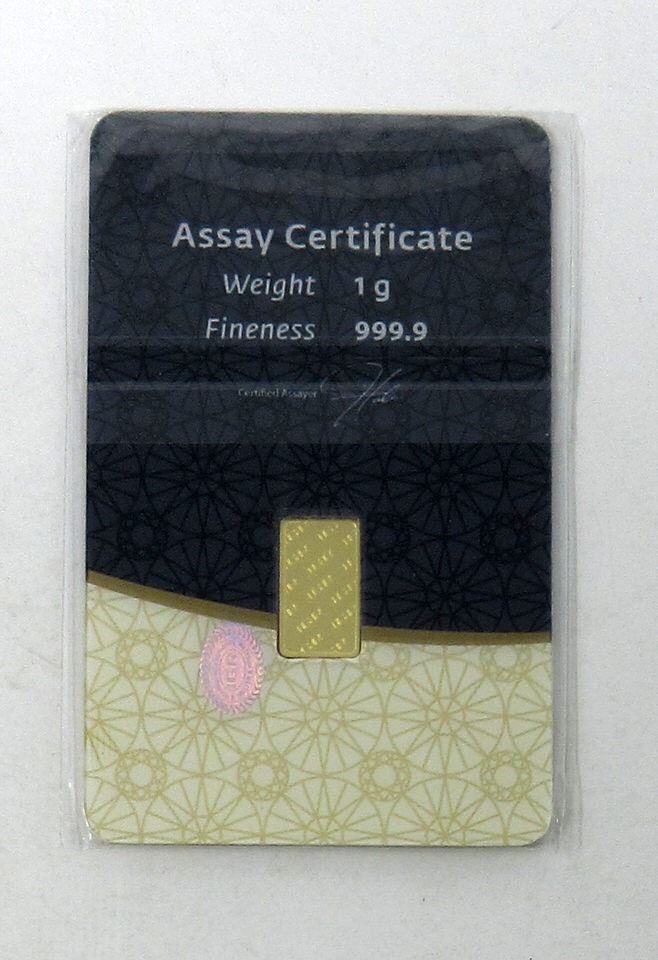 Assay Certificate
Weight 1 g
Fineness 999.9
Certified Assayer